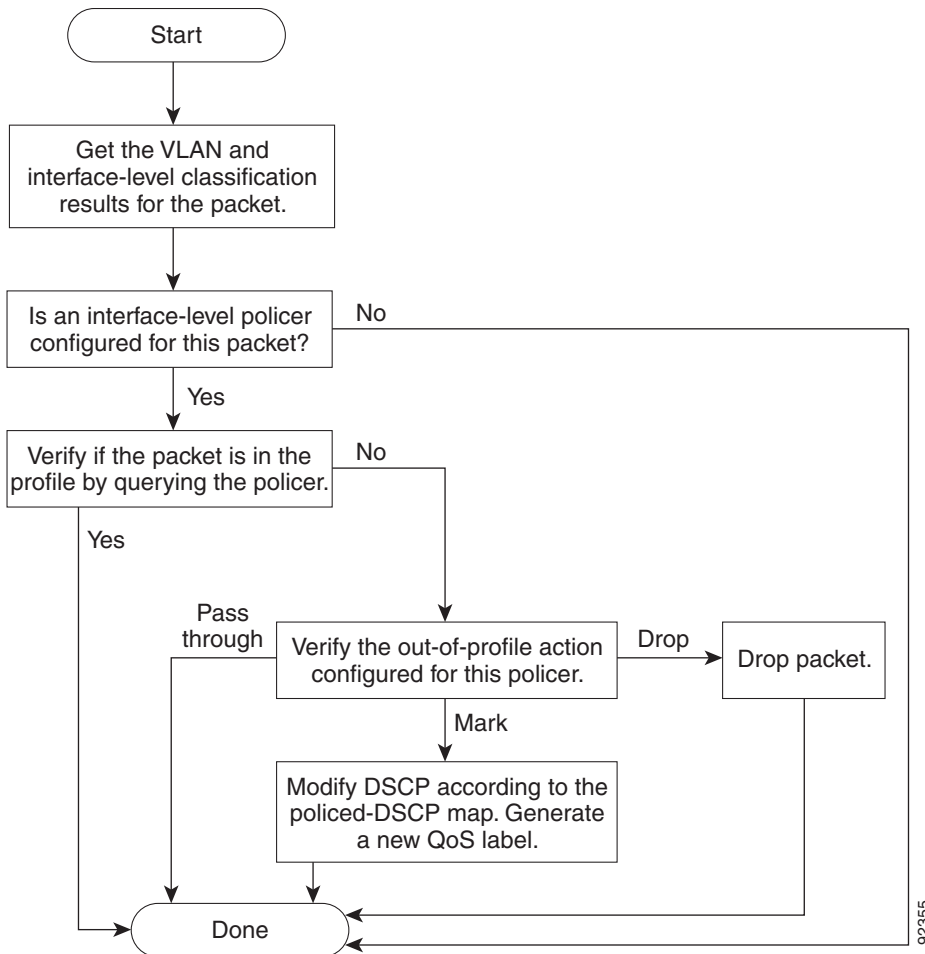 Start
Get the VLAN and
interface-level classification
results for the packet.
Is an interface-level policer
configured for this packet?
No
Yes
Verify if the packet is in the
profile by querying the policer.
No
Yes
Pass
through
Verify the out-of-profile action
configured for this policer.
Drop
Drop packet.
Mark
Modify DSCP according to the
policed-DSCP map. Generate
a new QoS label.
Done
92355